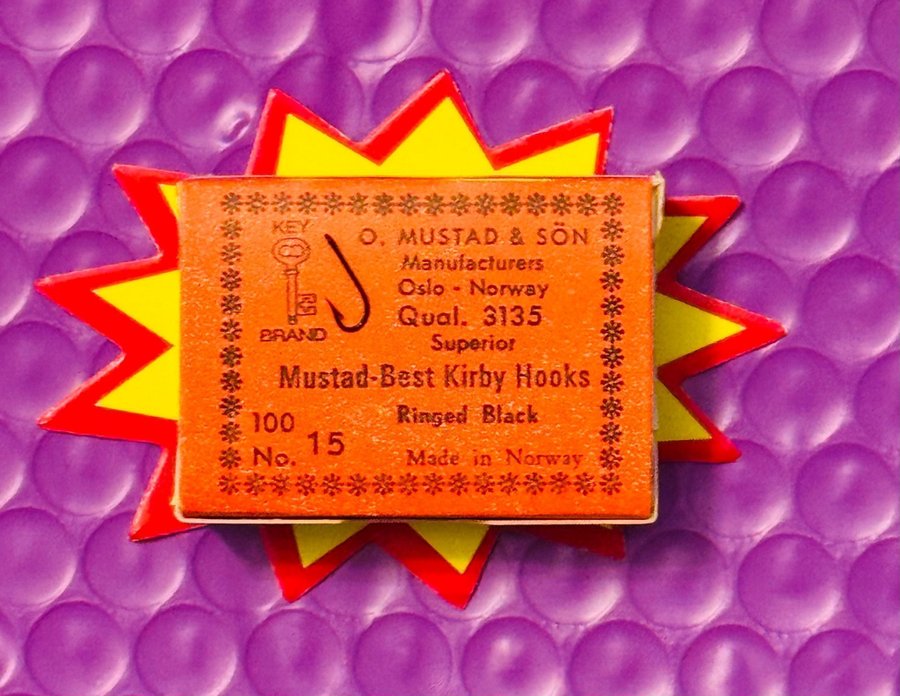 KEY
BRAND
O. MUSTAD & SÖN
Manufacturers
Oslo - Norway
Qual. 3135
Superior
Mustad-Best Kirby Hooks
Ringed Black
100
No. 15
Made in Norway